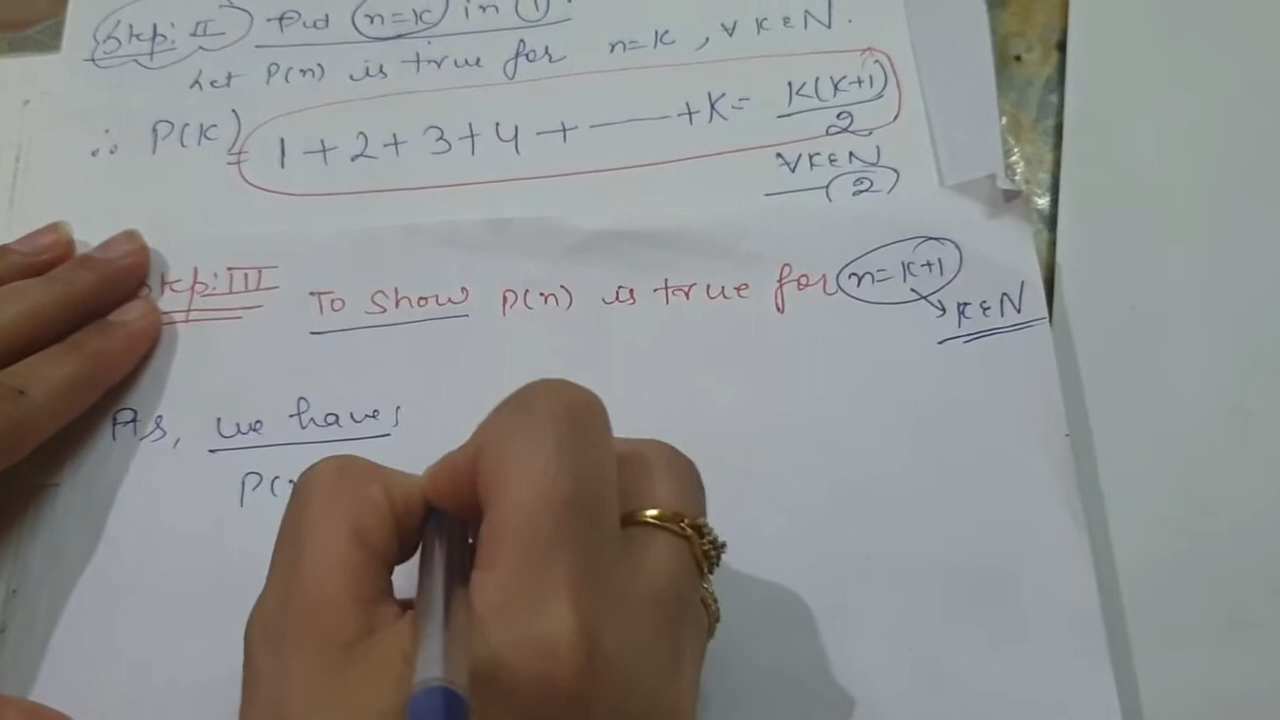 Step: II Put n=K in 1.
Let P(n) is true for n=K, ∀ K∈N.
∴ P(K) = 1+2+3+4+——+K= K(K+1)/2
∀K∈N
—(2)
Step: III To Show P(n) is true for n=K+1
K∈N
As, we have,
P(